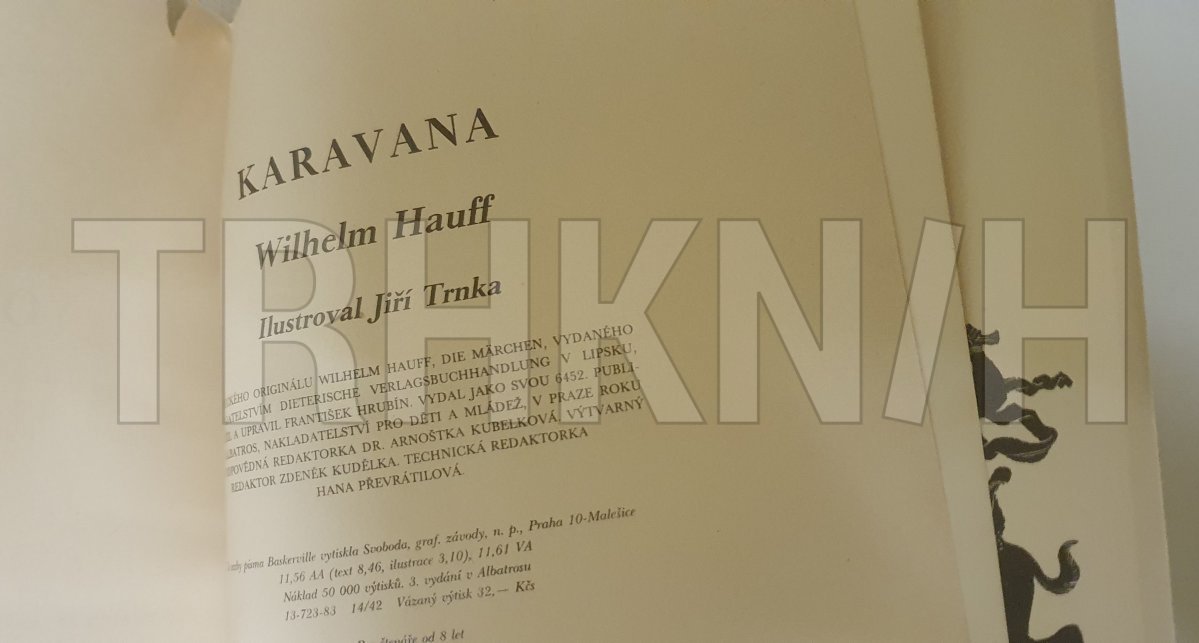 KARAVANA
Wilhelm Hauff
Ilustroval Jiří Trnka
ORIGINÁLU WILHELM HAUFF, DIE MÄRCHEN, VYDANÉHO
DIETERISCHE VERLAGSBUCHHANDLUNG V LIPSKU,
A UPRAVIL FRANTIŠEK HRUBÍN. VYDAL JAKO SVOU 6452. PUBLI-
NAKLADATELSTVÍ PRO DĚTI A MLÁDEŽ, V PRAZE ROKU
REDAKTORKA DR. ARNOŠTKA KUBELKOVÁ, VÝTVARNÝ
REDAKTOR ZDENĚK KUDĚLKA. TECHNICKÁ REDAKTORKA
HANA PŘEVRÁTILOVÁ.
písma Baskerville vytiskla Svoboda, graf. závody, n. p., Praha 10-Malešice
11,56 AA (text 8,46, ilustrace 3,10), 11,61 VA
Náklad 50 000 výtisků. 3. vydání v Albatrosu
13-723-83 14/42 Vázaný výtisk 32,— Kčs
od 8 let
TRHKNIH